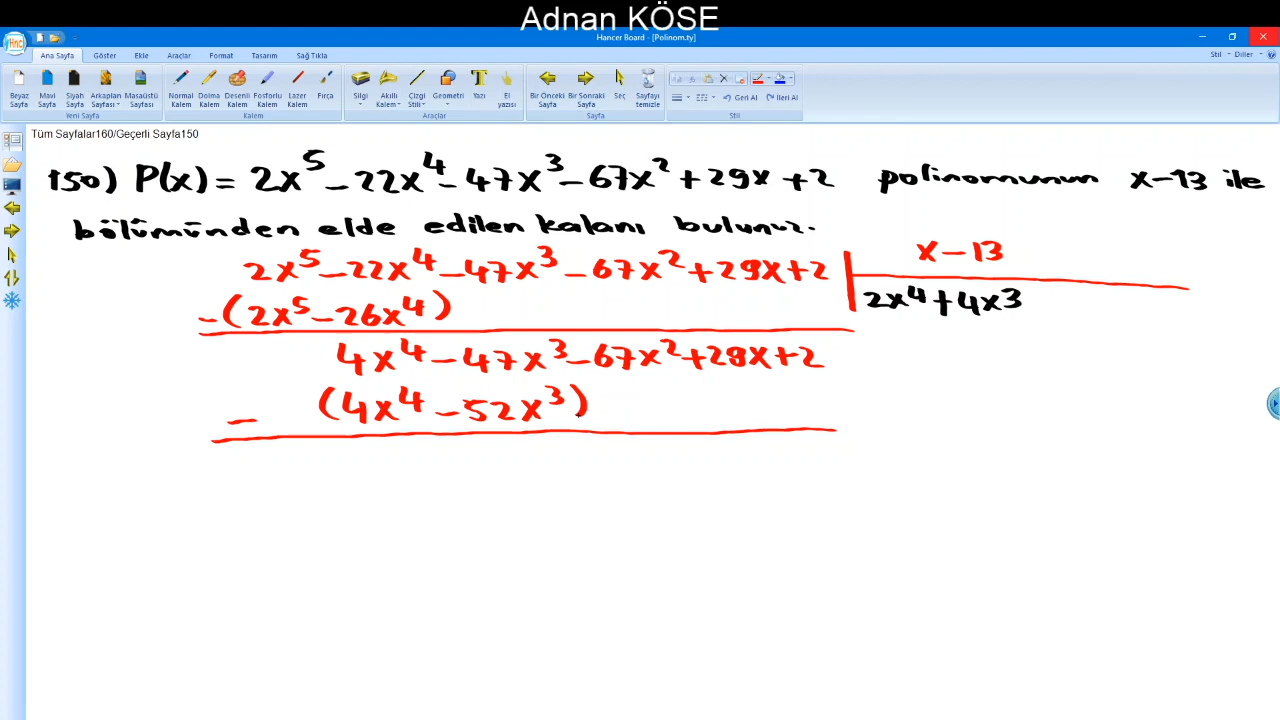 Adnan KÖSE
Hancer Board - [Polinom.ty]
Ana Sayfa Göster Ekle Araçlar Format Tasarım Sağ Tıkla Stil Diller
Beyaz Sayfa Mavi Sayfa Siyah Sayfa Arkaplan Sayfası Masaüstü Sayfası Normal Kalem Dolma Kalem Desenli Kalem Fosforlu Kalem Lazer Kalem Fırça Silgi Akıllı Kalem Çizgi Stili Geometri Yazı El yazısı Bir Önceki Sayfa Bir Sonraki Sayfa Seç Sayfayı temizle Geri Al İleri Al
Yeni Sayfa Kalem Araçlar Sayfa Stil
Tüm Sayfalar160/Geçerli Sayfa150
150) P(x) = 2x⁵ - 22x⁴ - 47x³ - 67x² + 29x + 2 polinomunun x-13 ile
bölümünden elde edilen kalanı bulunuz.
2x⁵ - 22x⁴ - 47x³ - 67x² + 29x + 2 x - 13
-(2x⁵ - 26x⁴) 2x⁴ + 4x³
4x⁴ - 47x³ - 67x² + 29x + 2
- (4x⁴ - 52x³)